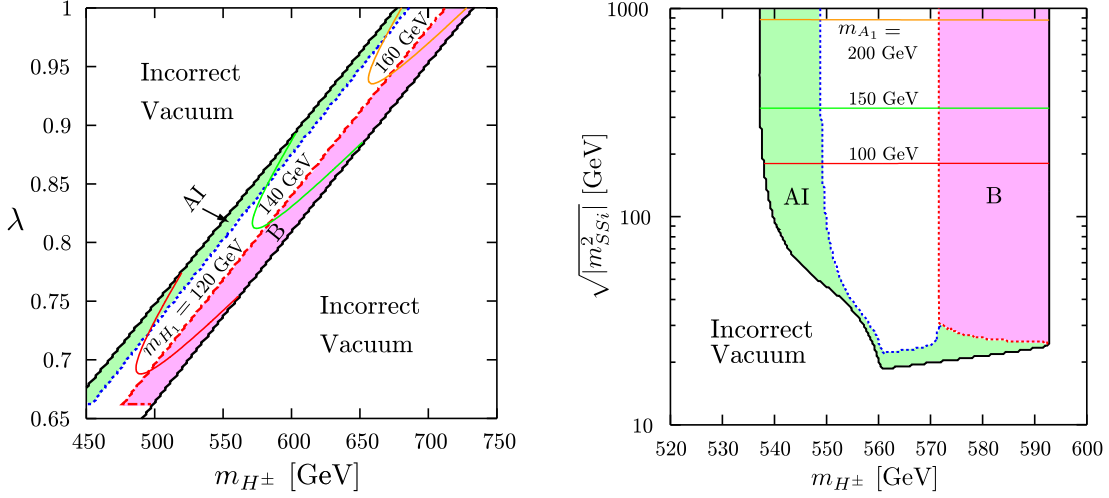 1
0.95
0.9
0.85
0.8
0.75
0.7
0.65
λ
450 500 550 600 650 700 750
m_{H^±} [GeV]
Incorrect
Vacuum
AI
160 GeV
140 GeV
m_{H_1} = 120 GeV
B
Incorrect
Vacuum
1000
100
10
√|m²_{SSi}| [GeV]
520 530 540 550 560 570 580 590 600
m_{H^±} [GeV]
m_{A_1} =
200 GeV
150 GeV
100 GeV
AI
B
Incorrect
Vacuum